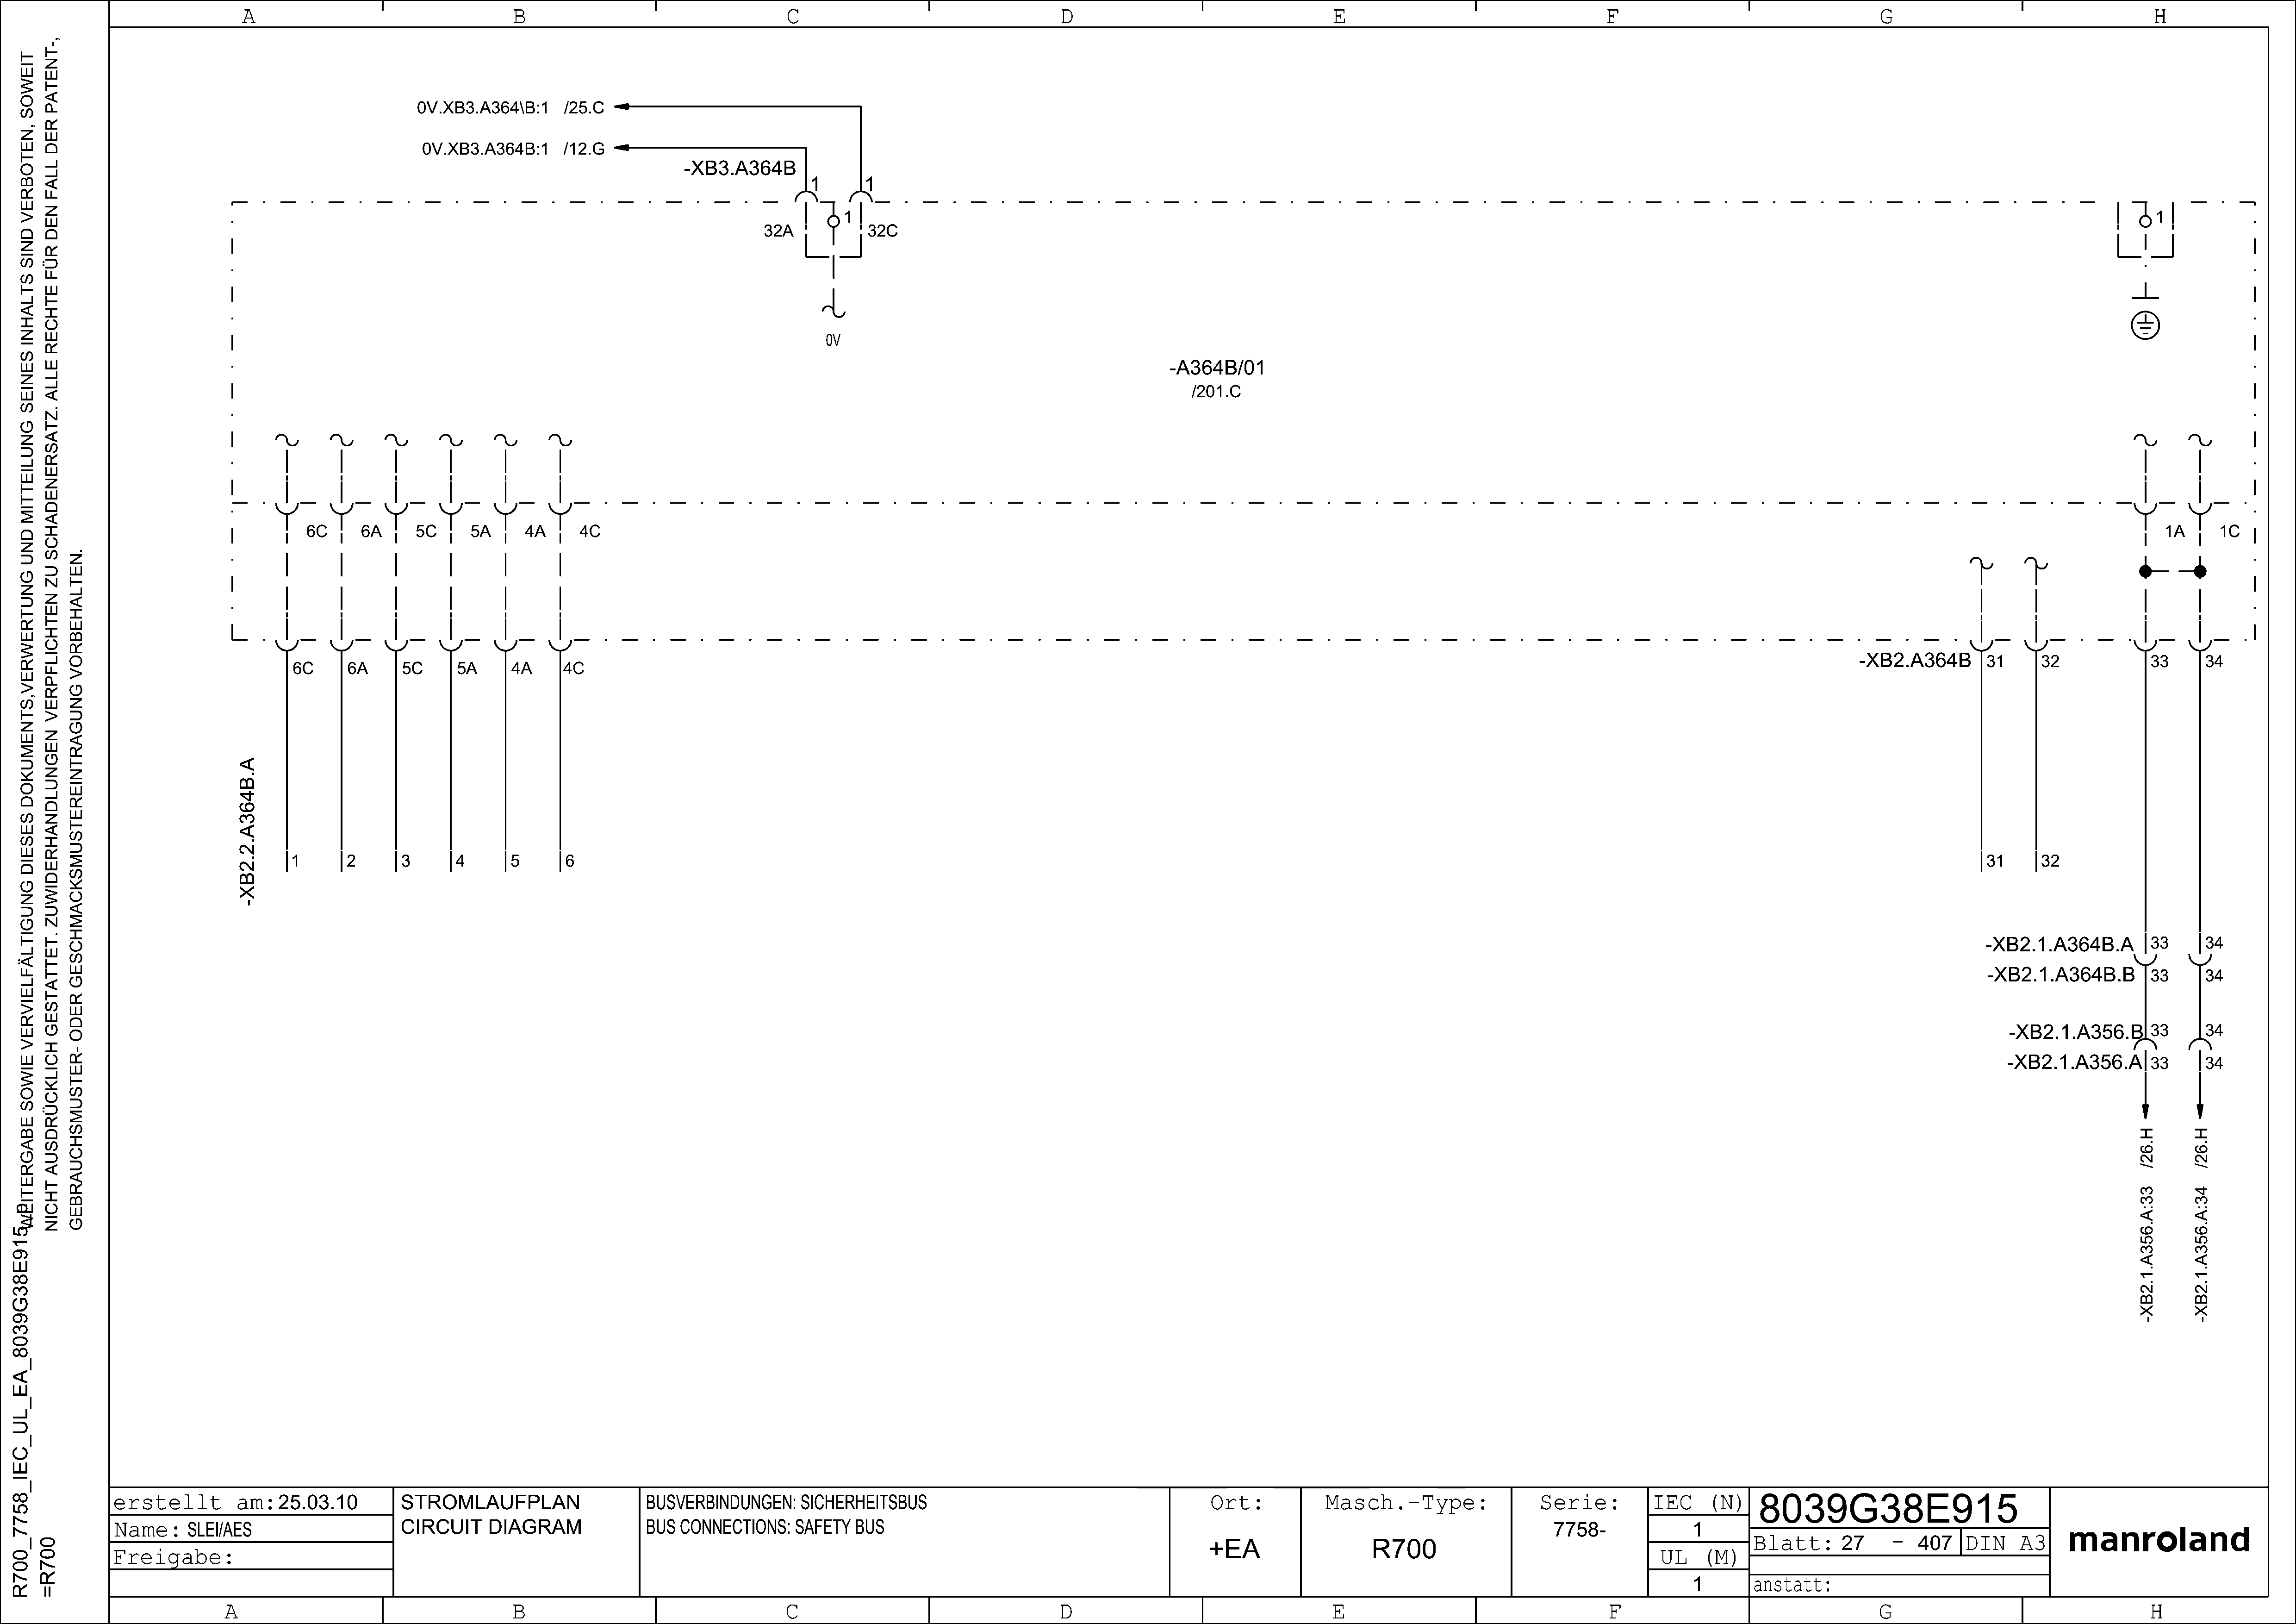 A B C D E F G H
0V.XB3.A364\B:1 /25.C
0V.XB3.A364B:1 /12.G
-XB3.A364B
1 1
32A 1 32C
1
0V
-A364B/01
/201.C
6C 6A 5C 5A 4A 4C
1A 1C
6C 6A 5C 5A 4A 4C
-XB2.A364B 31 32 33 34
-XB2.2.A364B.A
1 2 3 4 5 6
31 32
-XB2.1.A364B.A 33 34
-XB2.1.A364B.B 33 34
-XB2.1.A356.B 33 34
-XB2.1.A356.A 33 34
-XB2.1.A356.A:33 /26.H
-XB2.1.A356.A:34 /26.H
WEITERGABE SOWIE VERVIELFÄLTIGUNG DIESES DOKUMENTS,VERWERTUNG UND MITTEILUNG SEINES INHALTS SIND VERBOTEN, SOWEIT
NICHT AUSDRÜCKLICH GESTATTET. ZUWIDERHANDLUNGEN VERPFLICHTEN ZU SCHADENERSATZ. ALLE RECHTE FÜR DEN FALL DER PATENT-,
GEBRAUCHSMUSTER- ODER GESCHMACKSMUSTEREINTRAGUNG VORBEHALTEN.
R700_7758_IEC_UL_EA_8039G38E915
=R700
erstellt am: 25.03.10
Name: SLEI/AES
Freigabe:
STROMLAUFPLAN
CIRCUIT DIAGRAM
BUSVERBINDUNGEN: SICHERHEITSBUS
BUS CONNECTIONS: SAFETY BUS
Ort:
+EA
Masch.-Type:
R700
Serie:
7758-
IEC (N)
1
UL (M)
1
8039G38E915
Blatt: 27 - 407 DIN A3
anstatt:
manroland
A B C D E F G H